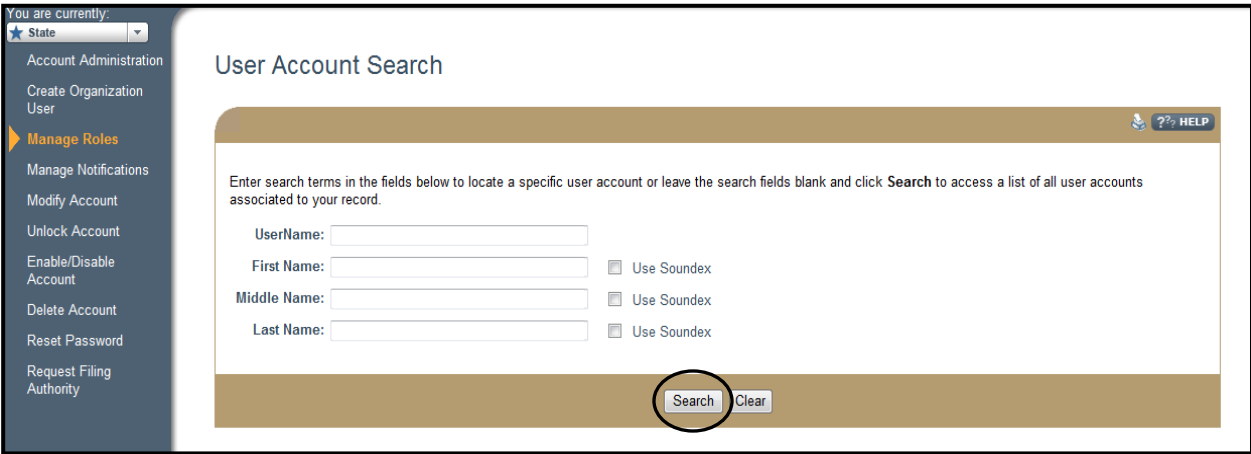 You are currently:
State
Account Administration
Create Organization
User
Manage Roles
Manage Notifications
Modify Account
Unlock Account
Enable/Disable
Account
Delete Account
Reset Password
Request Filing
Authority
User Account Search
??? HELP
Enter search terms in the fields below to locate a specific user account or leave the search fields blank and click Search to access a list of all user accounts
associated to your record.
UserName:
First Name: Use Soundex
Middle Name: Use Soundex
Last Name: Use Soundex
Search Clear